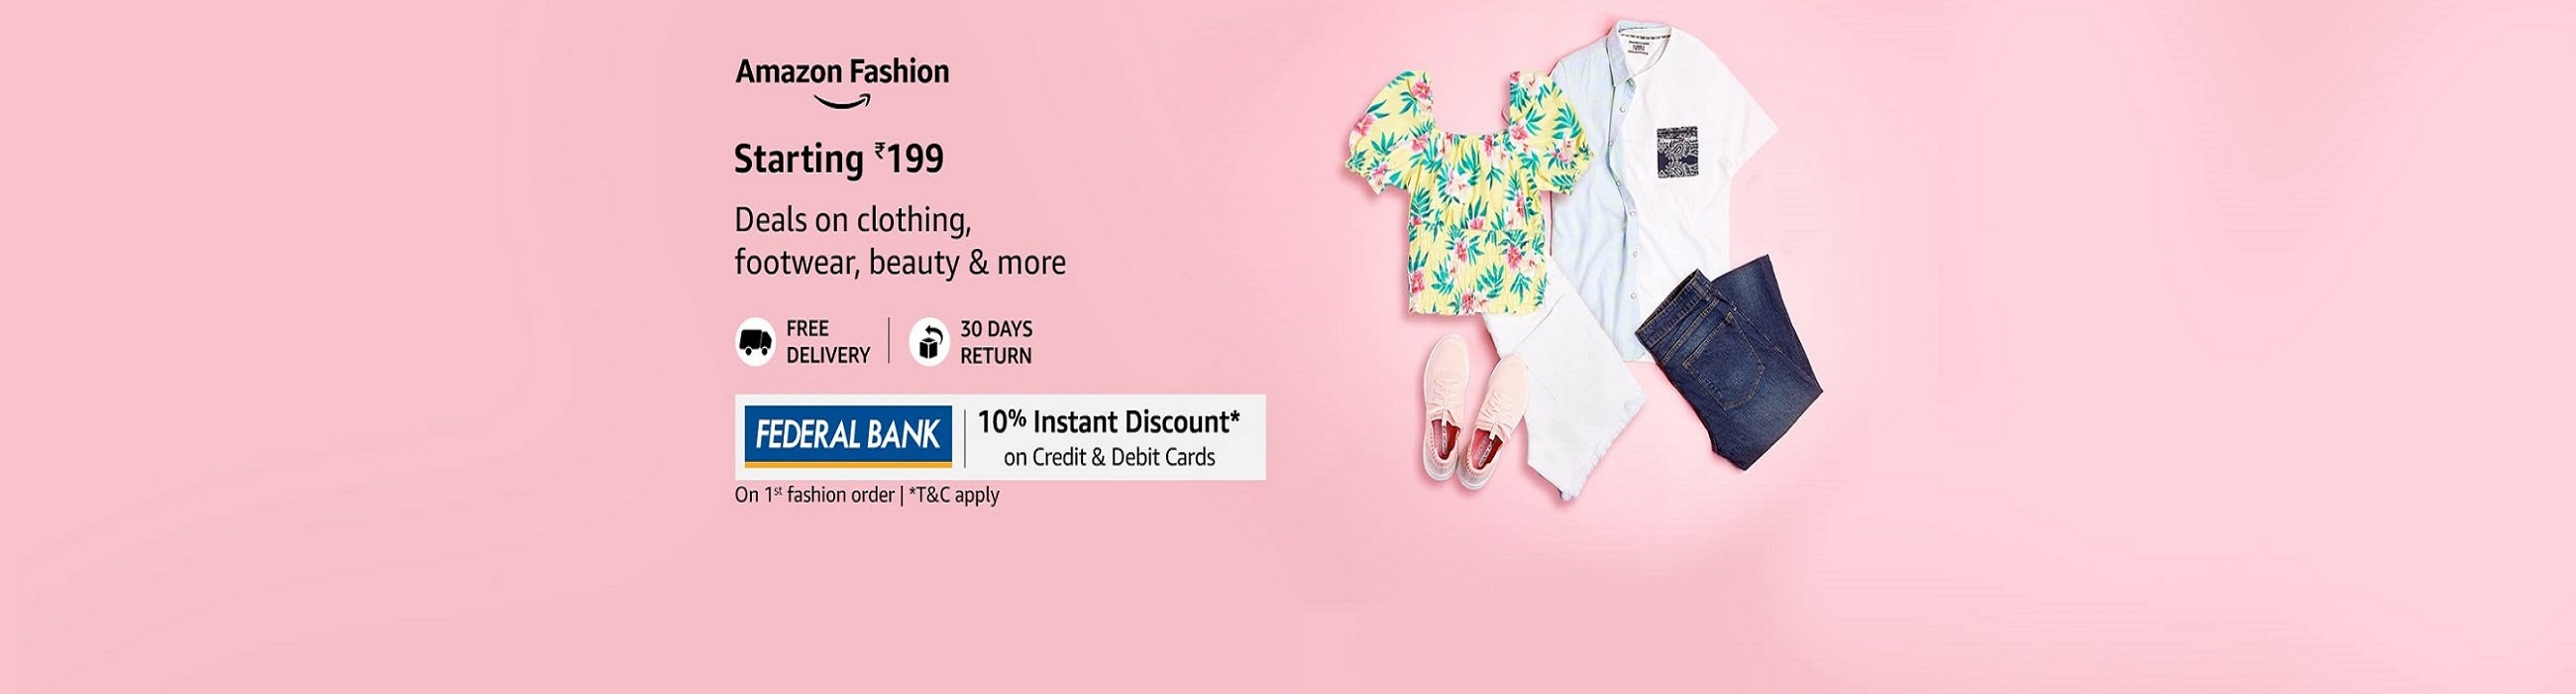 Amazon Fashion
Starting ₹199
Deals on clothing,
footwear, beauty & more
FREE
DELIVERY
30 DAYS
RETURN
FEDERAL BANK
10% Instant Discount*
on Credit & Debit Cards
On 1st fashion order | *T&C apply